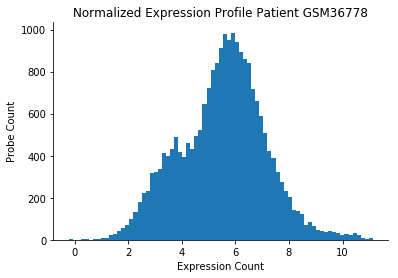 Normalized Expression Profile Patient GSM36778
1000
800
600
400
200
0
Probe Count
0 2 4 6 8 10
Expression Count